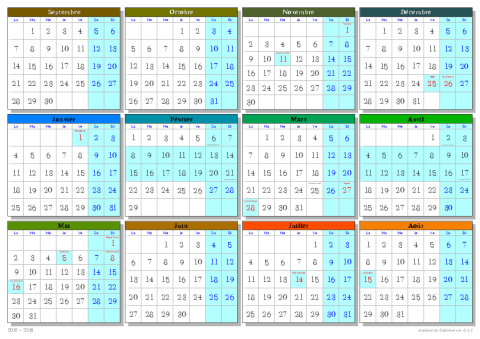 Septembre
Lu Ma Me Je Ve Sa Di
1 2 3 4 5 6
7 8 9 10 11 12 13
14 15 16 17 18 19 20
21 22 23 24 25 26 27
28 29 30
Octobre
Lu Ma Me Je Ve Sa Di
1 2 3 4
5 6 7 8 9 10 11
12 13 14 15 16 17 18
19 20 21 22 23 24 25
26 27 28 29 30 31
Novembre
Lu Ma Me Je Ve Sa Di
1
2 3 4 5 6 7 8
9 10 11 12 13 14 15
16 17 18 19 20 21 22
23 24 25 26 27 28 29
30
Décembre
Lu Ma Me Je Ve Sa Di
1 2 3 4 5 6
7 8 9 10 11 12 13
14 15 16 17 18 19 20
21 22 23 24 25 26 27
28 29 30 31
Janvier
Lu Ma Me Je Ve Sa Di
1 2 3
4 5 6 7 8 9 10
11 12 13 14 15 16 17
18 19 20 21 22 23 24
25 26 27 28 29 30 31
Février
Lu Ma Me Je Ve Sa Di
1 2 3 4 5 6 7
8 9 10 11 12 13 14
15 16 17 18 19 20 21
22 23 24 25 26 27 28
29
Mars
Lu Ma Me Je Ve Sa Di
1 2 3 4 5 6
7 8 9 10 11 12 13
14 15 16 17 18 19 20
21 22 23 24 25 26 27
28 29 30 31
Avril
Lu Ma Me Je Ve Sa Di
1 2 3
4 5 6 7 8 9 10
11 12 13 14 15 16 17
18 19 20 21 22 23 24
25 26 27 28 29 30
Mai
Lu Ma Me Je Ve Sa Di
1
2 3 4 5 6 7 8
9 10 11 12 13 14 15
16 17 18 19 20 21 22
23 24 25 26 27 28 29
30 31
Juin
Lu Ma Me Je Ve Sa Di
1 2 3 4 5
6 7 8 9 10 11 12
13 14 15 16 17 18 19
20 21 22 23 24 25 26
27 28 29 30
Juillet
Lu Ma Me Je Ve Sa Di
1 2 3
4 5 6 7 8 9 10
11 12 13 14 15 16 17
18 19 20 21 22 23 24
25 26 27 28 29 30 31
Août
Lu Ma Me Je Ve Sa Di
1 2 3 4 5 6 7
8 9 10 11 12 13 14
15 16 17 18 19 20 21
22 23 24 25 26 27 28
29 30 31
2015 - 2016